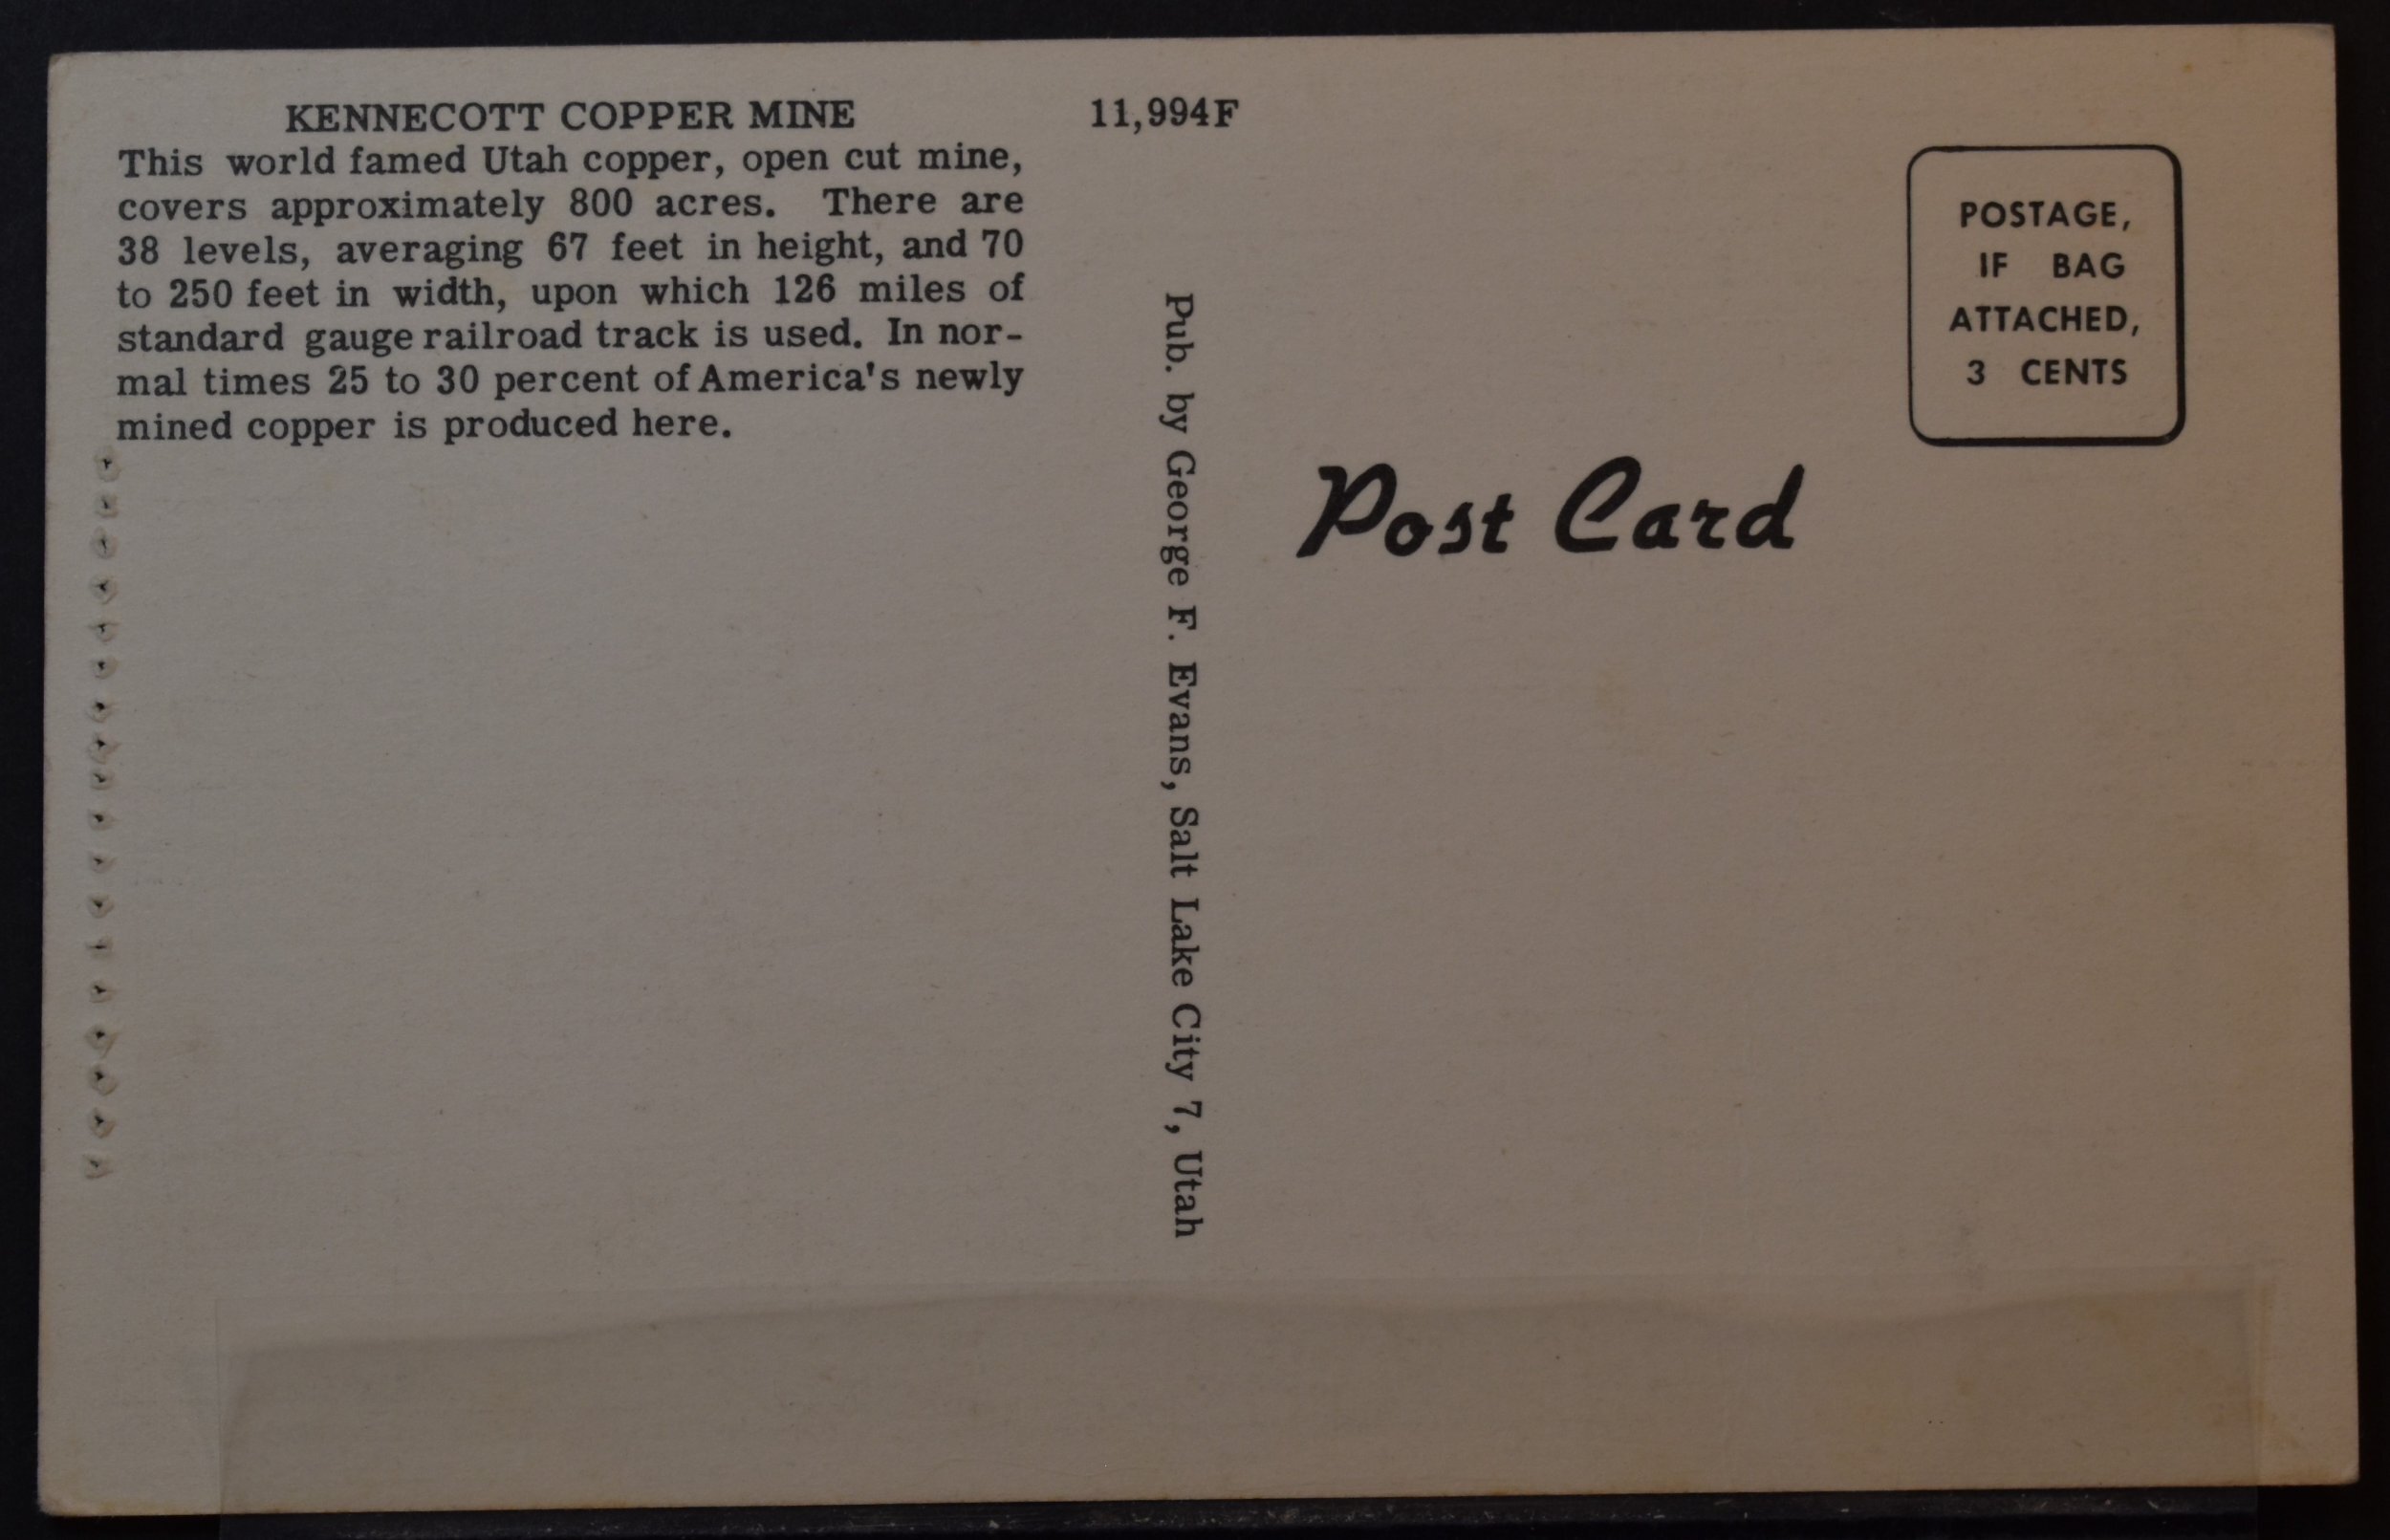 KENNECOTT COPPER MINE
This world famed Utah copper, open cut mine,
covers approximately 800 acres. There are
38 levels, averaging 67 feet in height, and 70
to 250 feet in width, upon which 126 miles of
standard gauge railroad track is used. In nor-
mal times 25 to 30 percent of America's newly
mined copper is produced here.
11,994F
Pub. by George F. Evans, Salt Lake City 7, Utah
POSTAGE,
IF BAG
ATTACHED,
3 CENTS
Post Card